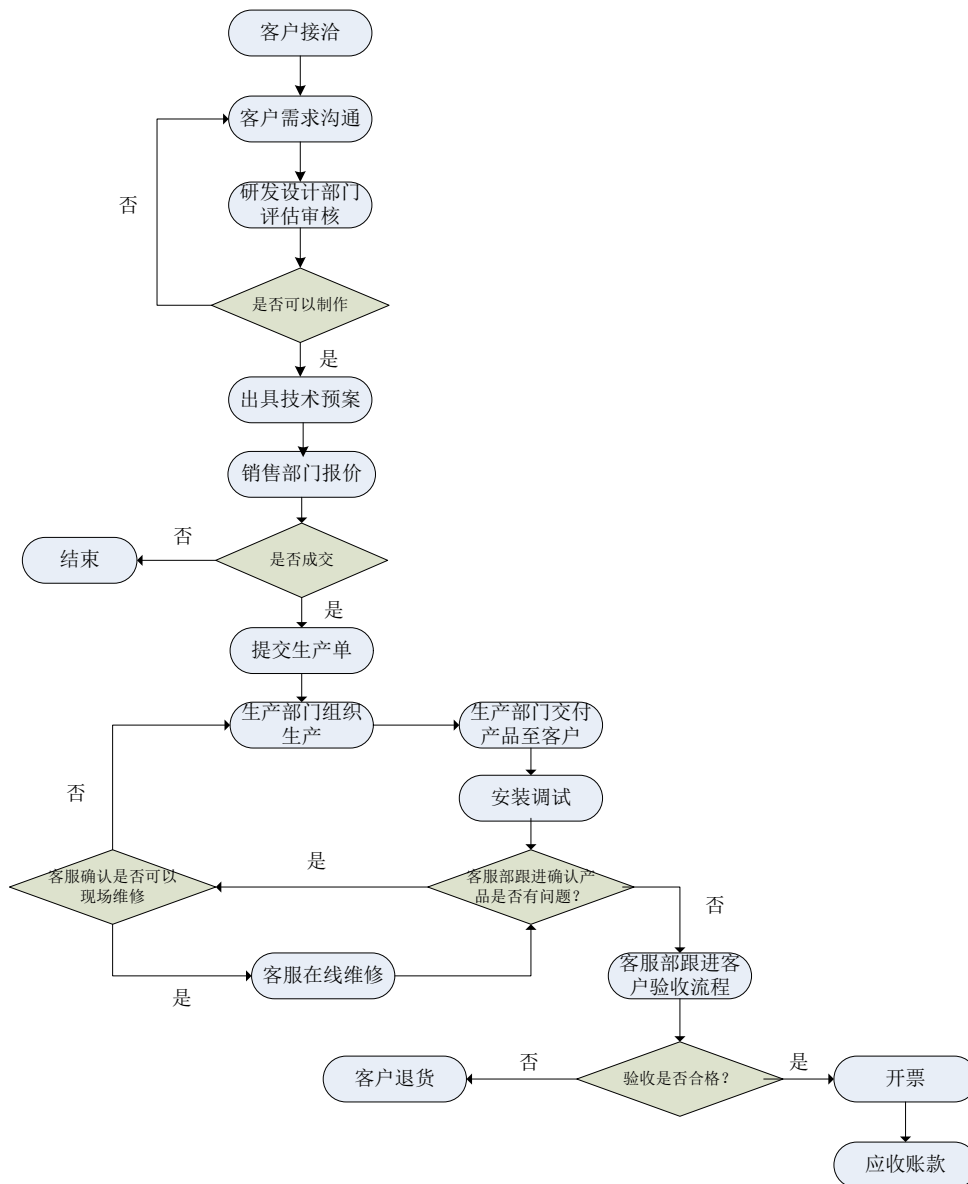 客户接洽
客户需求沟通
否
研发设计部门
评估审核
是否可以制作
是
出具技术预案
销售部门报价
否
结束
是否成交
是
提交生产单
生产部门组织
生产
生产部门交付
产品至客户
否
安装调试
客服确认是否可以
现场维修
是
客服部跟进确认产
品是否有问题?
否
客服在线维修
是
客服部跟进客
户验收流程
客户退货
否
验收是否合格?
是
开票
应收账款